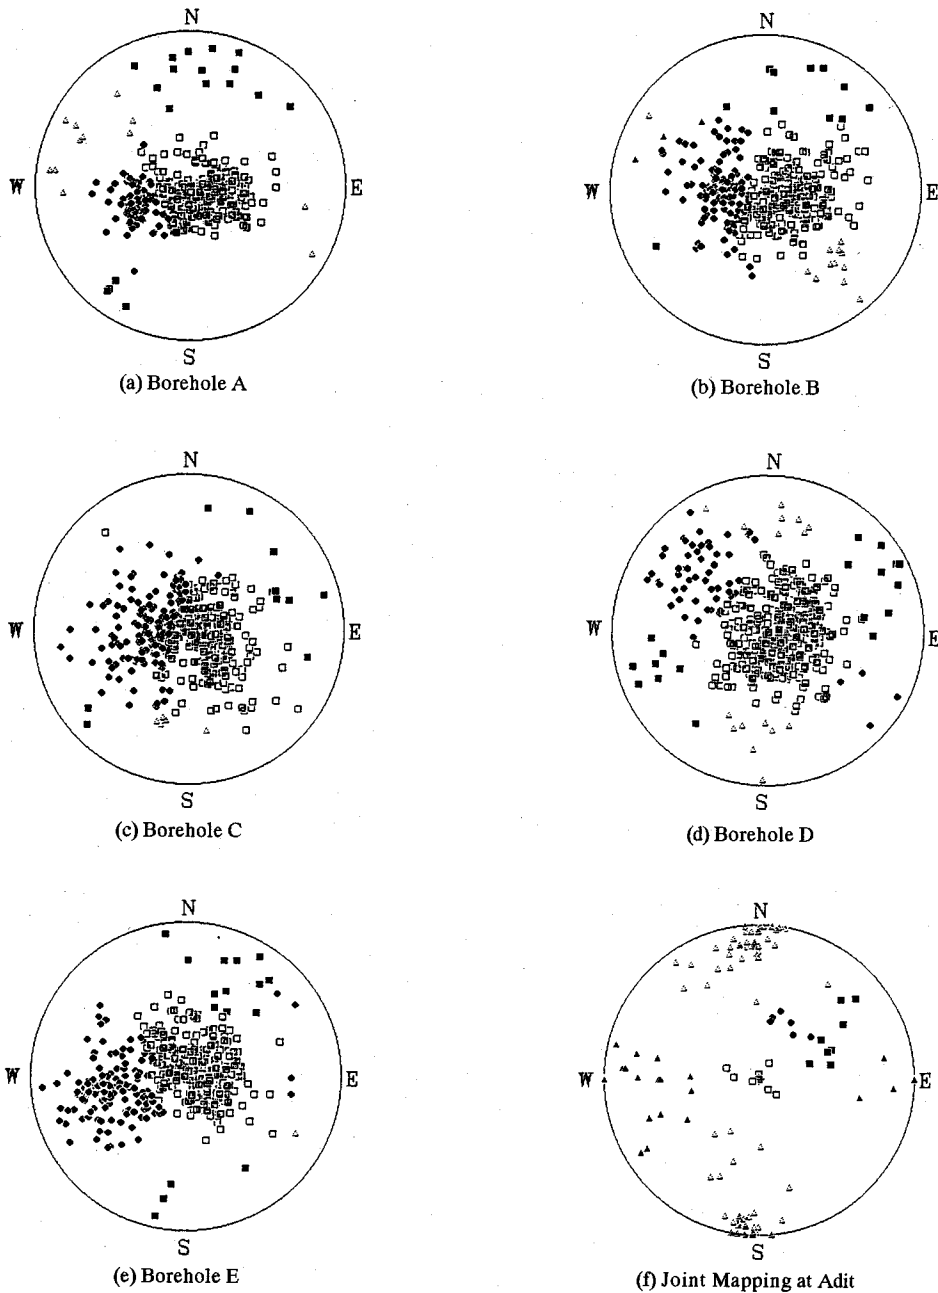 N
N
W
E
W
E
S
S
(a) Borehole A
(b) Borehole B
N
N
W
E
W
E
S
S
(c) Borehole C
(d) Borehole D
N
N
W
E
W
E
S
S
(e) Borehole E
(f) Joint Mapping at Adit